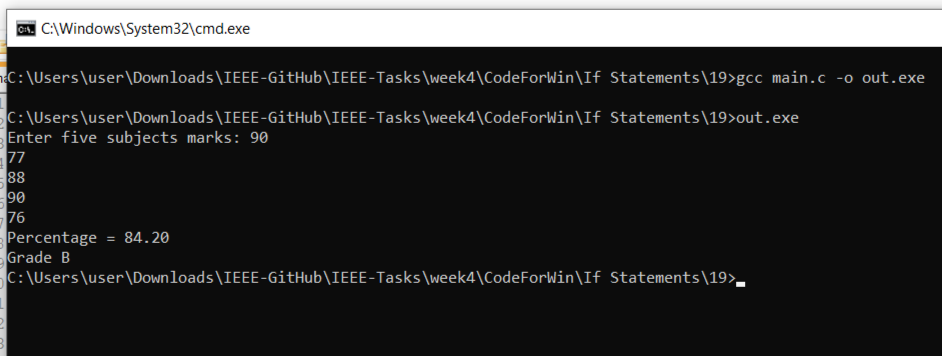 C:\Windows\System32\cmd.exe
C:\Users\user\Downloads\IEEE-GitHub\IEEE-Tasks\week4\CodeForWin\If Statements\19>gcc main.c -o out.exe
C:\Users\user\Downloads\IEEE-GitHub\IEEE-Tasks\week4\CodeForWin\If Statements\19>out.exe
Enter five subjects marks: 90
77
88
90
76
Percentage = 84.20
Grade B
C:\Users\user\Downloads\IEEE-GitHub\IEEE-Tasks\week4\CodeForWin\If Statements\19>